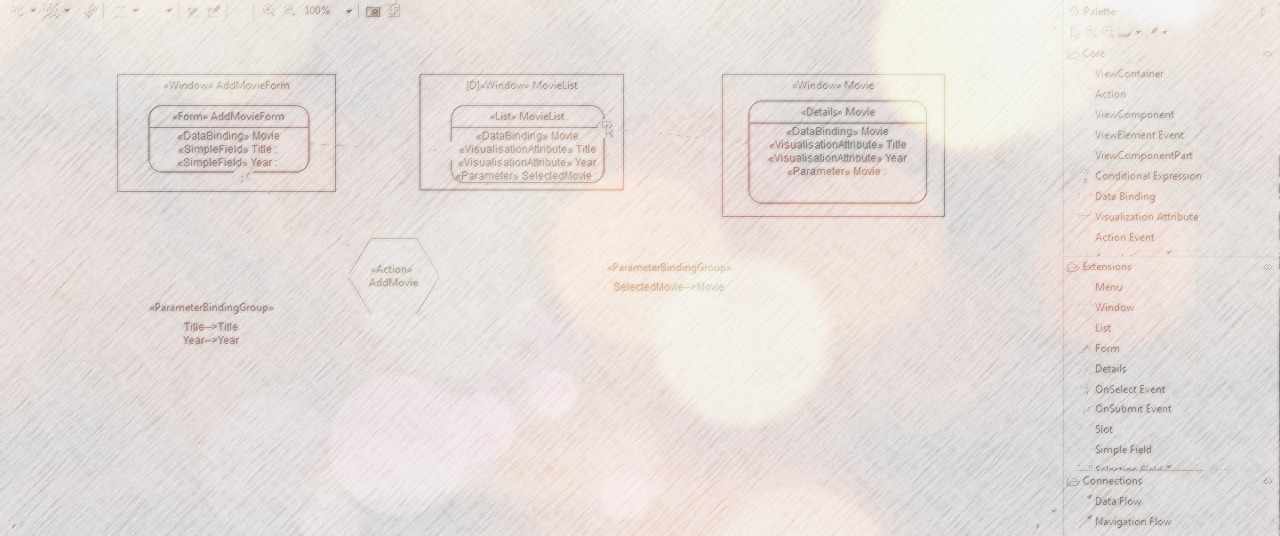 100%
«Window» AddMovieForm
«Form» AddMovieForm
«DataBinding» Movie
«SimpleField» Title :
«SimpleField» Year :
[D]«Window» MovieList
«List» MovieList
«DataBinding» Movie
«VisualisationAttribute» Title
«VisualisationAttribute» Year
«Parameter» SelectedMovie :
«Window» Movie
«Details» Movie
«DataBinding» Movie
«VisualisationAttribute» Title
«VisualisationAttribute» Year
«Parameter» Movie :
«Action»
AddMovie
«ParameterBindingGroup»
SelectedMovie-->Movie
«ParameterBindingGroup»
Title-->Title
Year-->Year
Palette
Core
ViewContainer
Action
ViewComponent
ViewElement Event
ViewComponentPart
Conditional Expression
Data Binding
Visualization Attribute
Action Event
Extensions
Menu
Window
List
Form
Details
OnSelect Event
OnSubmit Event
Slot
Simple Field
Selection Field
Connections
Data Flow
Navigation Flow